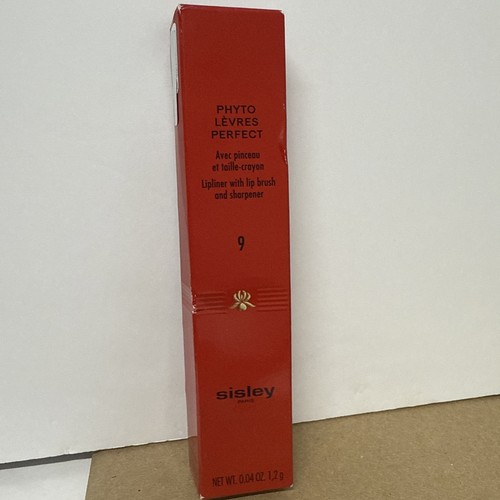 PHYTO
LÈVRES
PERFECT
Avec pinceau
et taille-crayon
Lipliner with lip brush
and sharpener
9
sisley
PARIS
NET WT. 0.04 OZ. 1,2 g